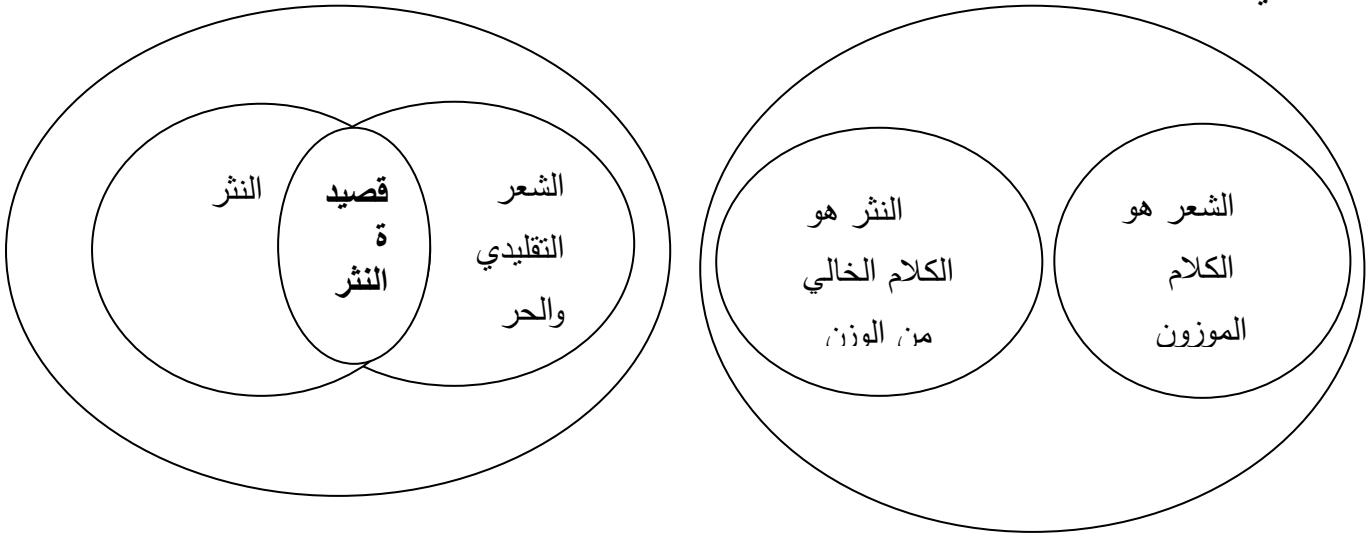 الشعر هو
الكلام
الموزون
النثر هو
الكلام الخالي
من الوزن
الشعر
التقليدي
والحر
قصيد
ة
النثر
النثر